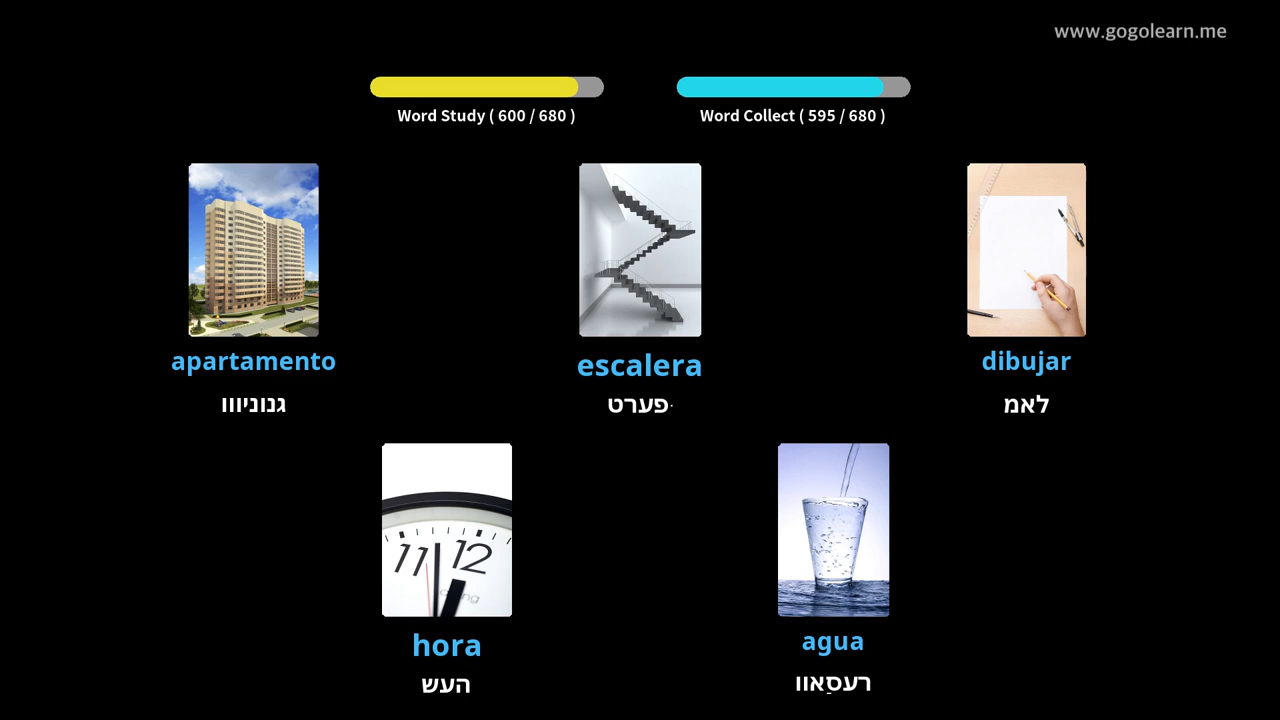 www.gogolearn.me
Word Study ( 600 / 680 )
Word Collect ( 595 / 680 )
apartamento
escalera
dibujar
גנוניווו
ּפערט
לאמ
hora
agua
העש
רעסַאוו